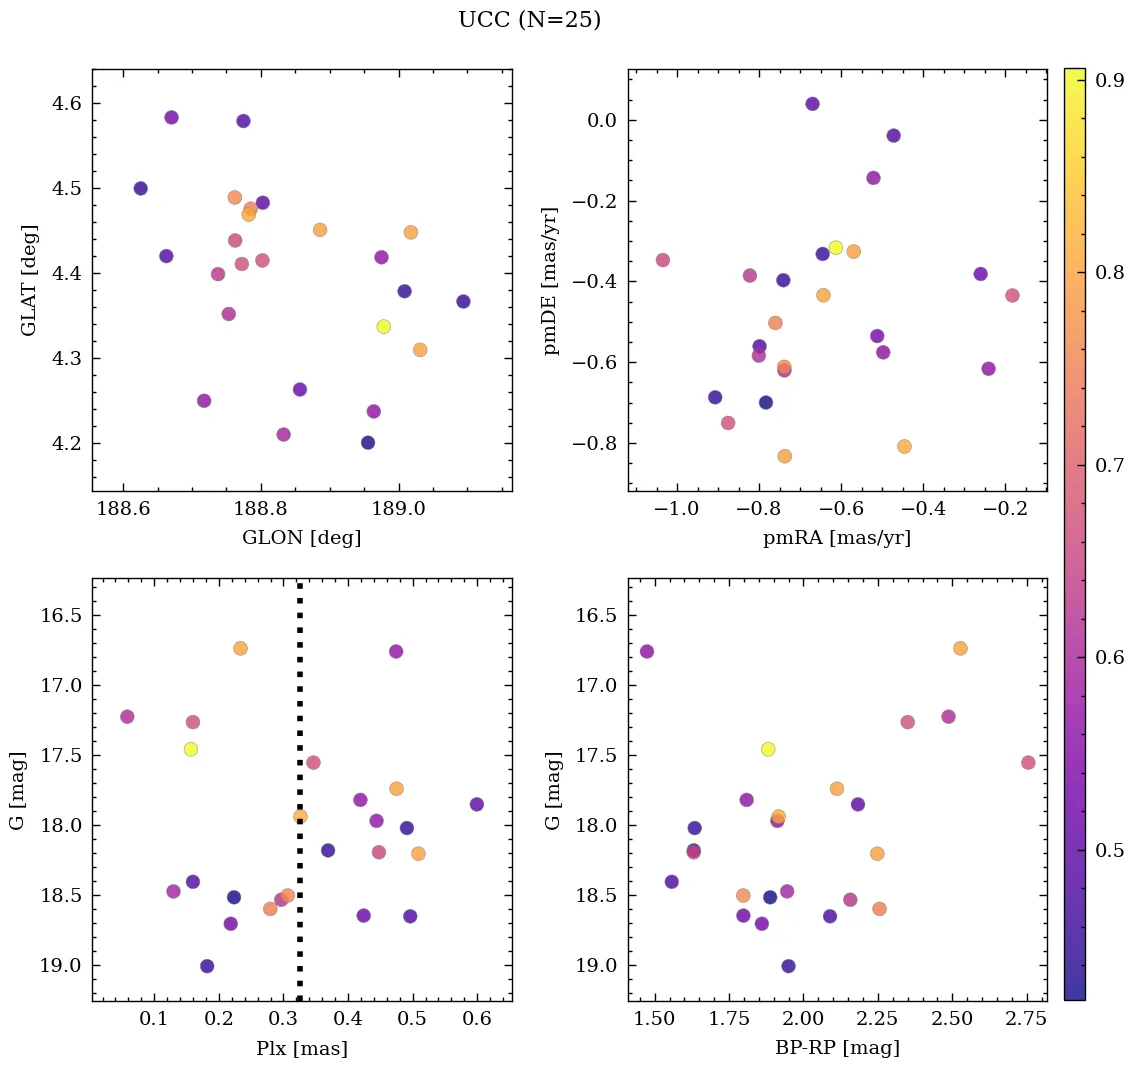 UCC (N=25)
4.6
4.5
4.4
4.3
4.2
GLAT [deg]
188.6 188.8 189.0
GLON [deg]
0.0
−0.2
−0.4
−0.6
−0.8
pmDE [mas/yr]
−1.0 −0.8 −0.6 −0.4 −0.2
pmRA [mas/yr]
16.5
17.0
17.5
18.0
18.5
19.0
G [mag]
0.1 0.2 0.3 0.4 0.5 0.6
Plx [mas]
16.5
17.0
17.5
18.0
18.5
19.0
G [mag]
1.50 1.75 2.00 2.25 2.50 2.75
BP-RP [mag]
0.9
0.8
0.7
0.6
0.5